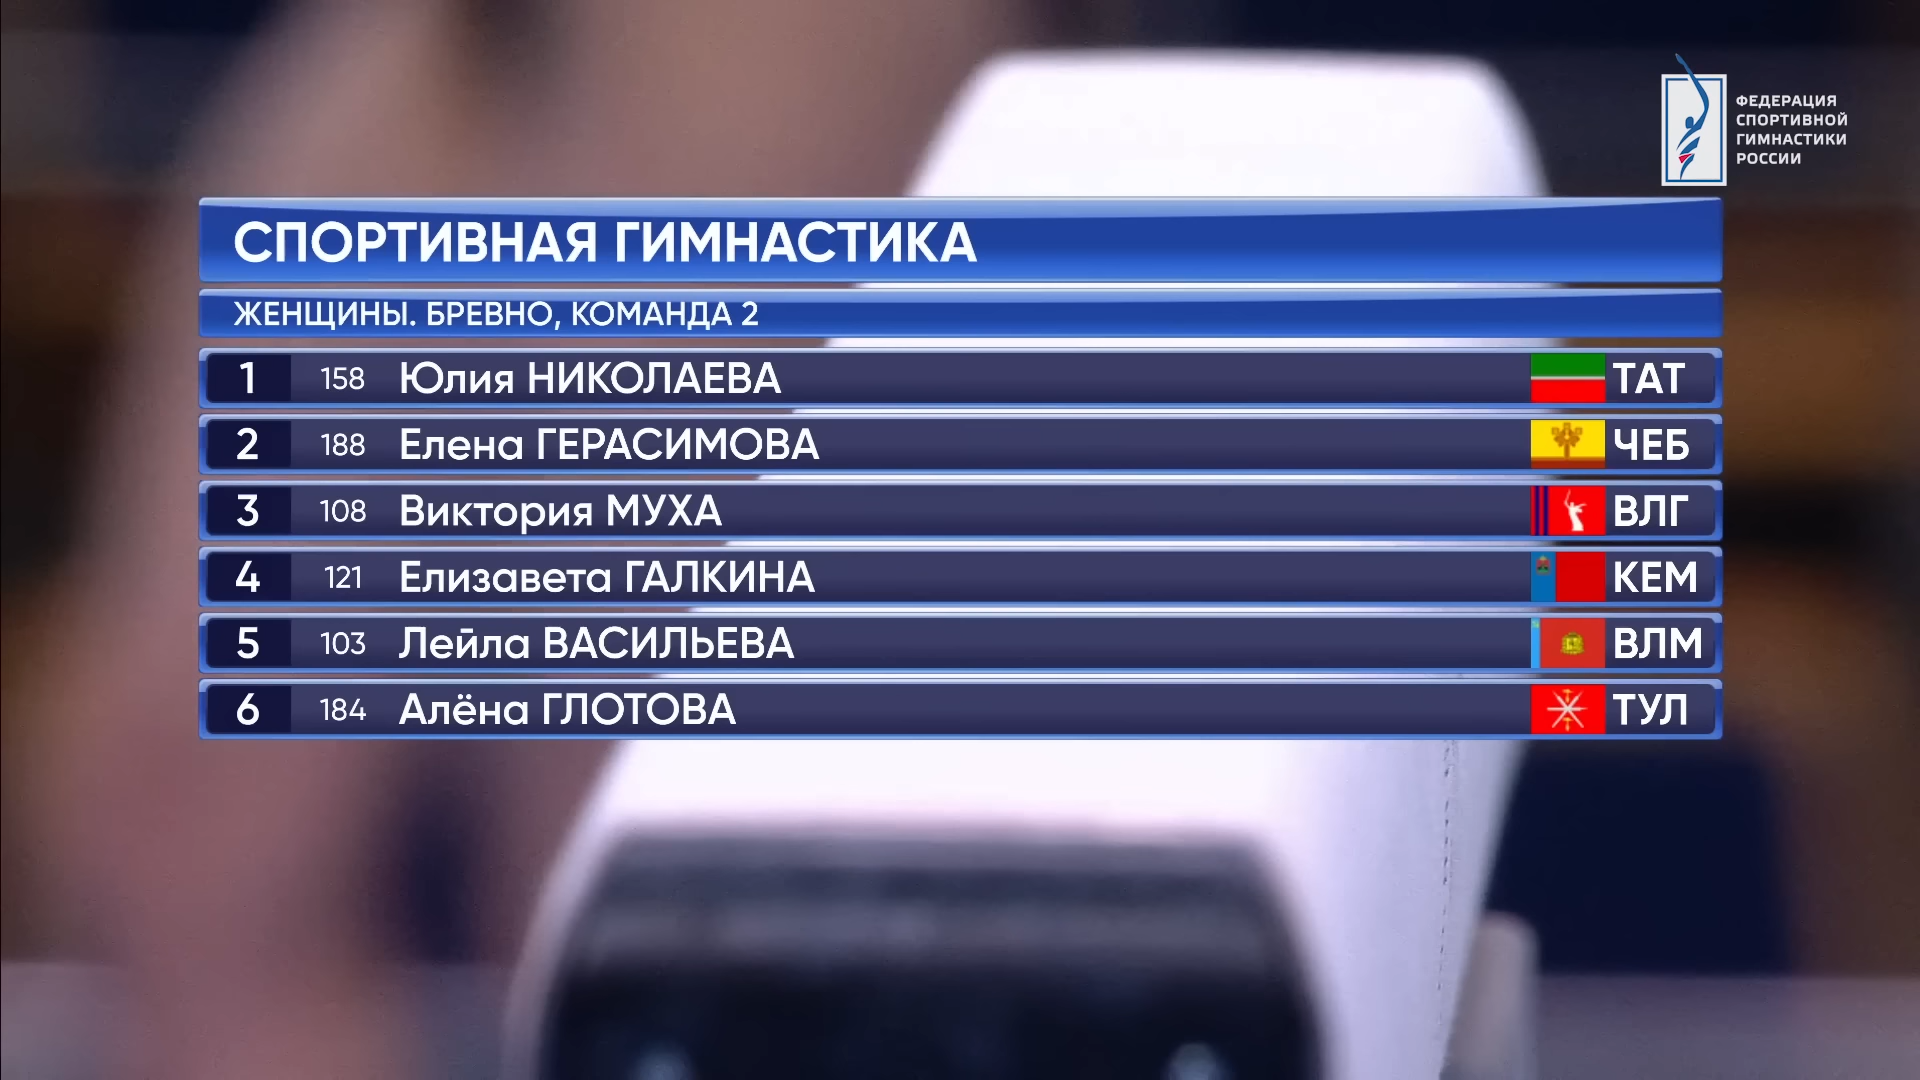 ФЕДЕРАЦИЯ
СПОРТИВНОЙ
ГИМНАСТИКИ
РОССИИ
СПОРТИВНАЯ ГИМНАСТИКА
ЖЕНЩИНЫ. БРЕВНО, КОМАНДА 2
1 158 Юлия НИКОЛАЕВА ТАТ
2 188 Елена ГЕРАСИМОВА ЧЕБ
3 108 Виктория МУХА ВЛГ
4 121 Елизавета ГАЛКИНА КЕМ
5 103 Лейла ВАСИЛЬЕВА ВЛМ
6 184 Алёна ГЛОТОВА ТУЛ